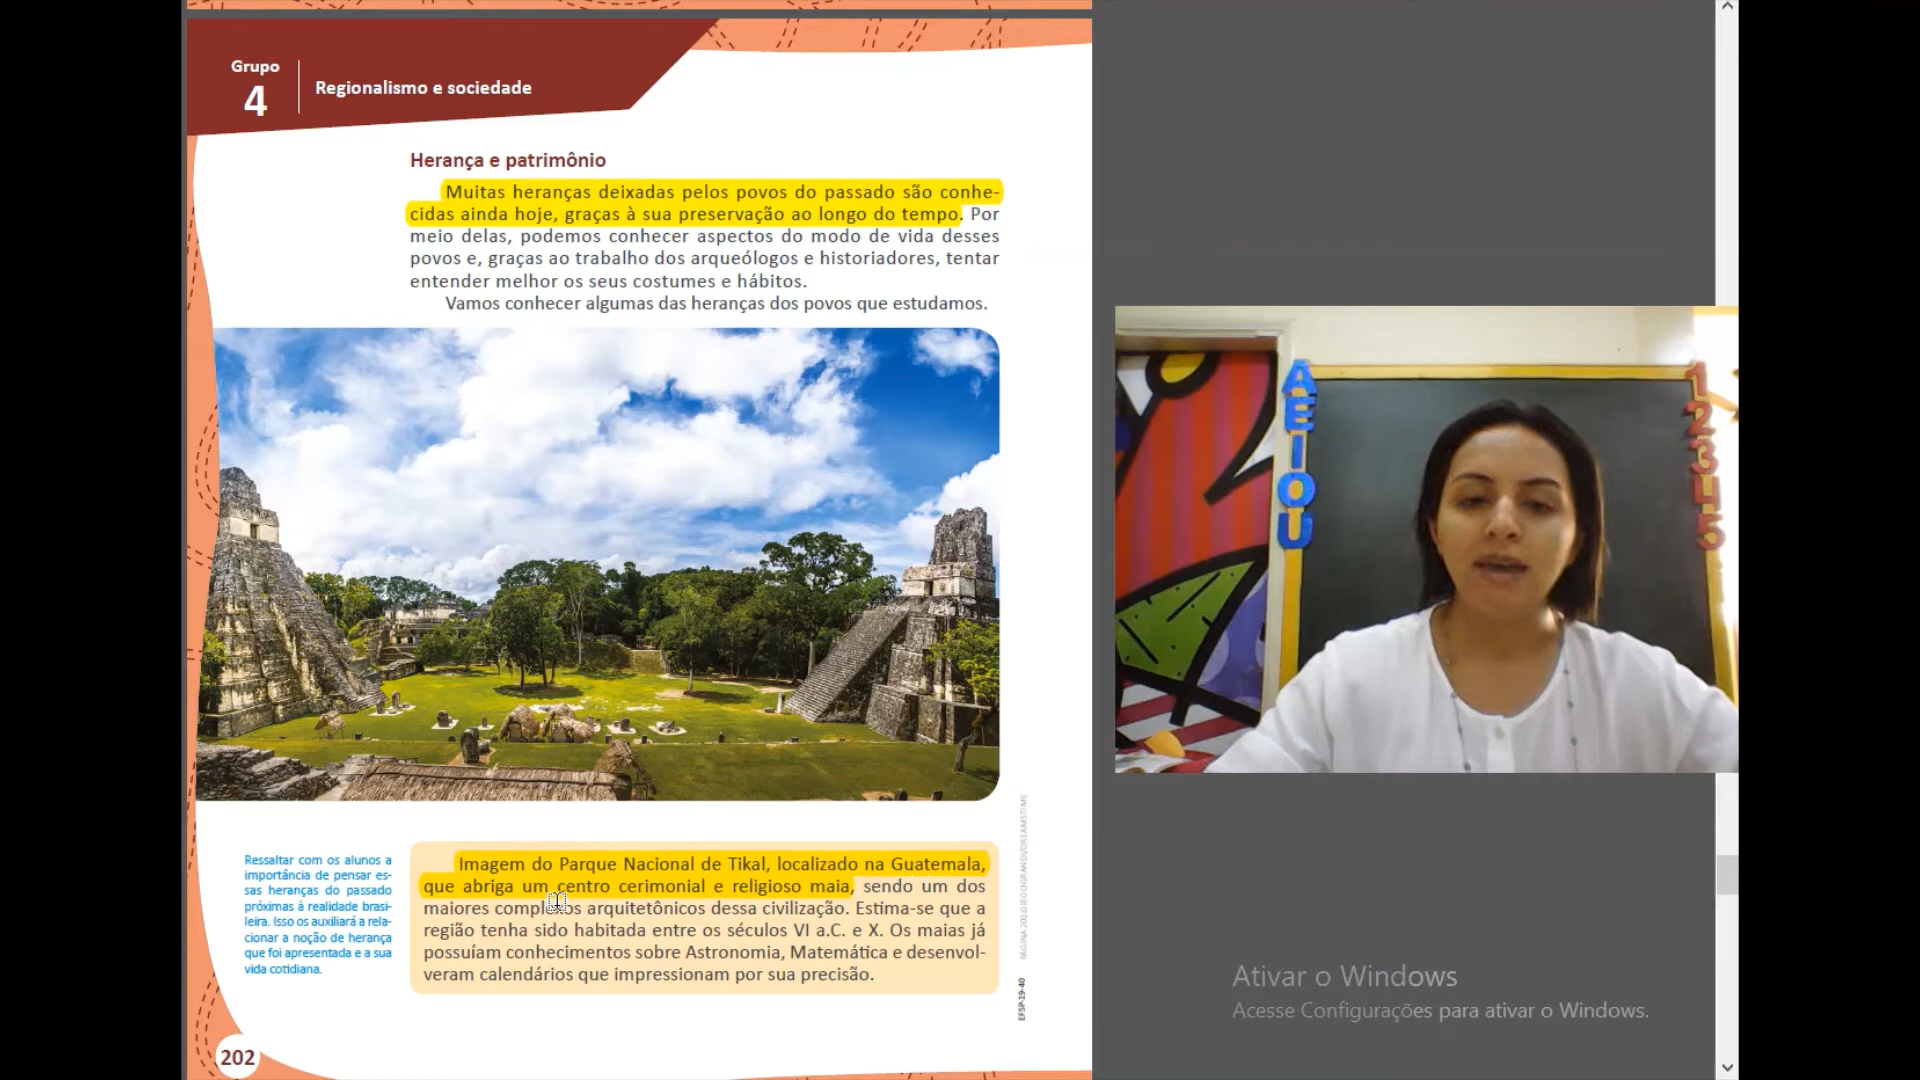 Grupo
4
Regionalismo e sociedade
Herança e patrimônio
Muitas heranças deixadas pelos povos do passado são conhe-
cidas ainda hoje, graças à sua preservação ao longo do tempo. Por
meio delas, podemos conhecer aspectos do modo de vida desses
povos e, graças ao trabalho dos arqueólogos e historiadores, tentar
entender melhor os seus costumes e hábitos.
Vamos conhecer algumas das heranças dos povos que estudamos.
A
E
I
O
U
1
2
3
4
5
PÁGINA 202/DIEGOGRANDI/DREAMSTIME
Ressaltar com os alunos a
importância de pensar es-
sas heranças do passado
próximas à realidade brasi-
leira. Isso os auxiliará a rela-
cionar a noção de herança
que foi apresentada e a sua
vida cotidiana.
Imagem do Parque Nacional de Tikal, localizado na Guatemala,
que abriga um centro cerimonial e religioso maia, sendo um dos
maiores complexos arquitetônicos dessa civilização. Estima-se que a
região tenha sido habitada entre os séculos VI a.C. e X. Os maias já
possuíam conhecimentos sobre Astronomia, Matemática e desenvol-
veram calendários que impressionam por sua precisão.
EF5P-19-40
202
Ativar o Windows
Acesse Configurações para ativar o Windows.